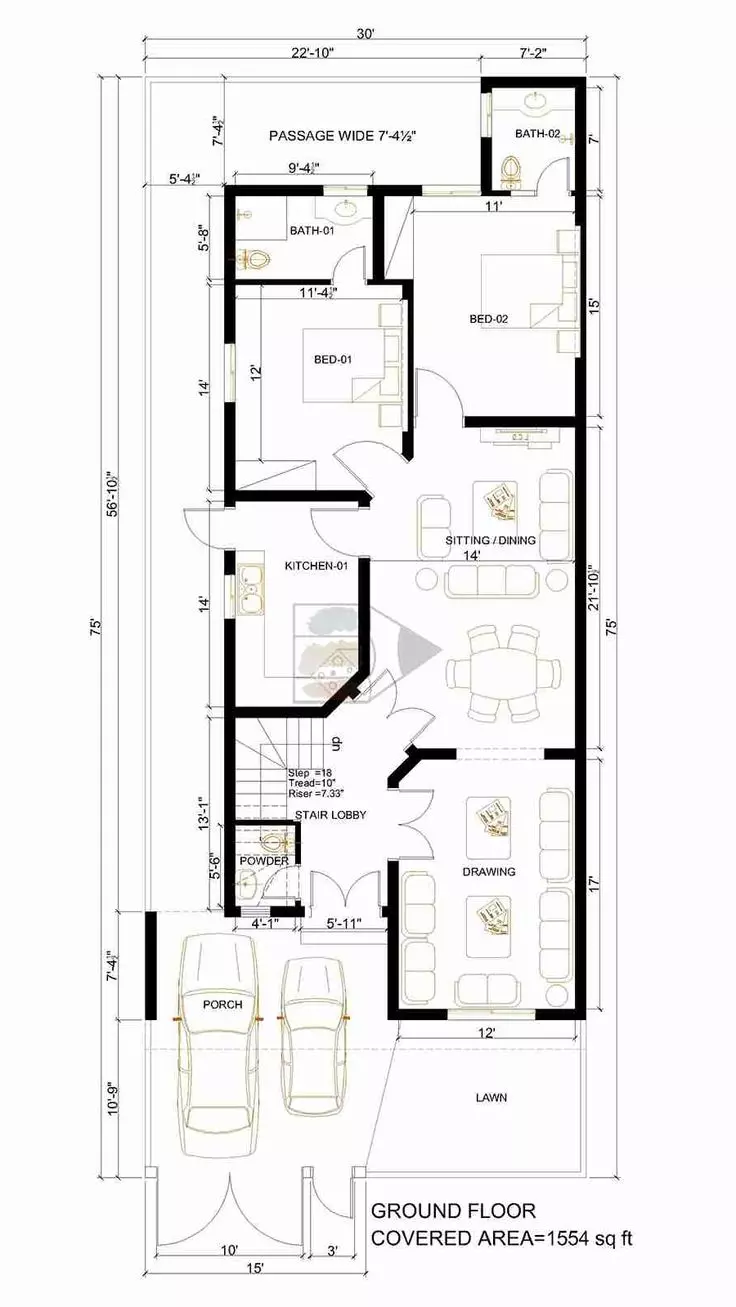 30'
22'-10"
7'-2"
PASSAGE WIDE 7'-4½"
7'-4½"
BATH-02
7'
5'-4½"
9'-4½"
11'
5'-8"
BATH-01
11'-4½"
15'
BED-02
BED-01
12'
14'
56'-10½"
SITTING / DINING
14'
KITCHEN-01
21'-10½"
14'
75'
75'
up
Step =18
Tread=10"
Riser =7.33"
STAIR LOBBY
13'-1"
POWDER
5'-6"
DRAWING
17'
4'-1"
5'-11"
7'-4½"
PORCH
12'
10'-9"
LAWN
GROUND FLOOR
COVERED AREA=1554 sq ft
10'
3'
15'